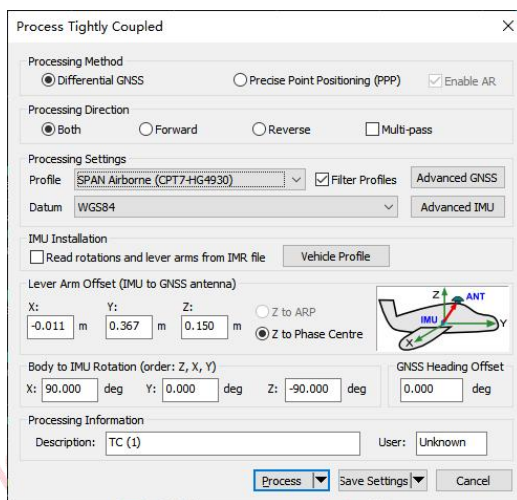 Process Tightly Coupled
Processing Method
Differential GNSS Precise Point Positioning (PPP) Enable AR
Processing Direction
Both Forward Reverse Multi-pass
Processing Settings
Profile SPAN Airborne (CPT7-HG4930) Filter Profiles Advanced GNSS
Datum WGS84 Advanced IMU
IMU Installation
Read rotations and lever arms from IMR file Vehicle Profile
Lever Arm Offset (IMU to GNSS antenna)
X: Y: Z: Z to ARP
-0.011 m 0.367 m 0.150 m Z to Phase Centre
Z ANT
IMU Y
X
Body to IMU Rotation (order: Z, X, Y) GNSS Heading Offset
X: 90.000 deg Y: 0.000 deg Z: -90.000 deg 0.000 deg
Processing Information
Description: TC (1) User: Unknown
Process Save Settings Cancel